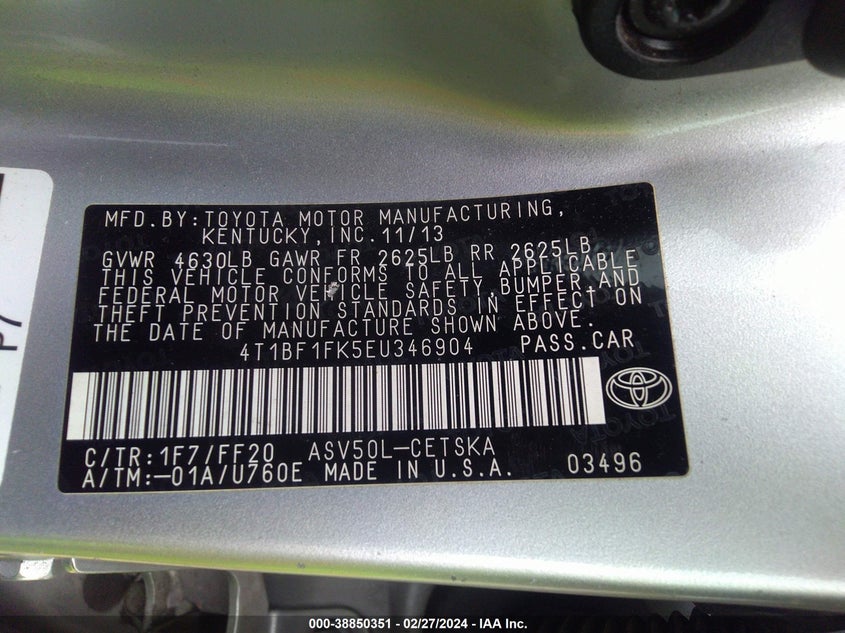 P7
MFD.BY:TOYOTA MOTOR MANUFACTURING,
KENTUCKY,INC.11/13
GVWR 4630LB GAWR FR 2625LB RR 2625LB
THIS VEHICLE CONFORMS TO ALL APPLICABLE
FEDERAL MOTOR VEHICLE SAFETY, BUMPER,AND
THEFT PREVENTION STANDARDS IN EFFECT ON
THE DATE OF MANUFACTURE SHOWN ABOVE.
4T1BF1FK5EU346904 PASS.CAR
C/TR:1F7/FF20 ASV50L-CETSKA
A/TM:-01A/U760E MADE IN U.S.A. 03496
000-38850351 - 02/27/2024 - IAA Inc.